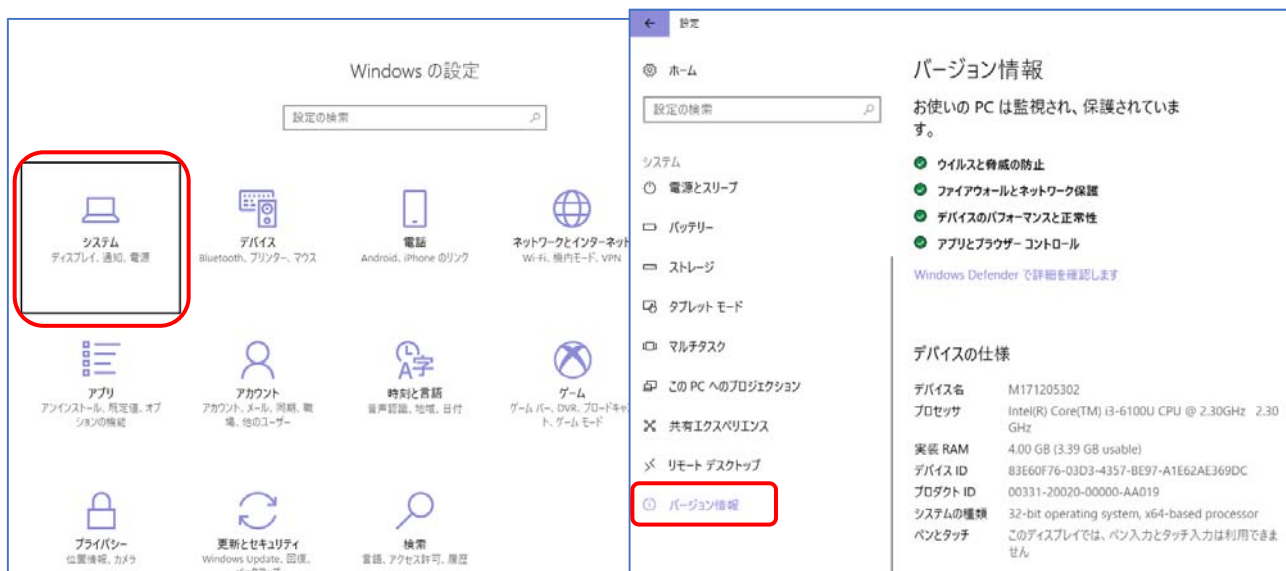 Windows の設定
設定の検索
システム
ディスプレイ、通知、電源
デバイス
Bluetooth、プリンター、マウス
電話
Android、iPhone のリンク
ネットワークとインターネット
Wi-Fi、機内モード、VPN
アプリ
アンインストール、既定値、オプ
ションの機能
アカウント
アカウント、メール、同期、職
場、他のユーザー
時刻と言語
音声認識、地域、日付
ゲーム
ゲーム バー、DVR、ブロードキャス
ト、ゲーム モード
プライバシー
位置情報、カメラ
更新とセキュリティ
Windows Update、回復、
検索
言語、アクセス許可、履歴
設定
ホーム
設定の検索
システム
電源とスリープ
バッテリー
ストレージ
タブレット モード
マルチタスク
この PC へのプロジェクション
共有エクスペリエンス
リモート デスクトップ
バージョン情報
バージョン情報
お使いの PC は監視され、保護されていま
す。
ウイルスと脅威の防止
ファイアウォールとネットワーク保護
デバイスのパフォーマンスと正常性
アプリとブラウザー コントロール
Windows Defender で詳細を確認します
デバイスの仕様
デバイス名 M171205302
プロセッサ Intel(R) Core(TM) i3-6100U CPU @ 2.30GHz 2.30
GHz
実装 RAM 4.00 GB (3.39 GB usable)
デバイス ID 83E60F76-03D3-4357-BE97-A1E62AE369DC
プロダクト ID 00331-20020-00000-AA019
システムの種類 32-bit operating system, x64-based processor
ペンとタッチ このディスプレイでは、ペン入力とタッチ入力は利用できま
せん